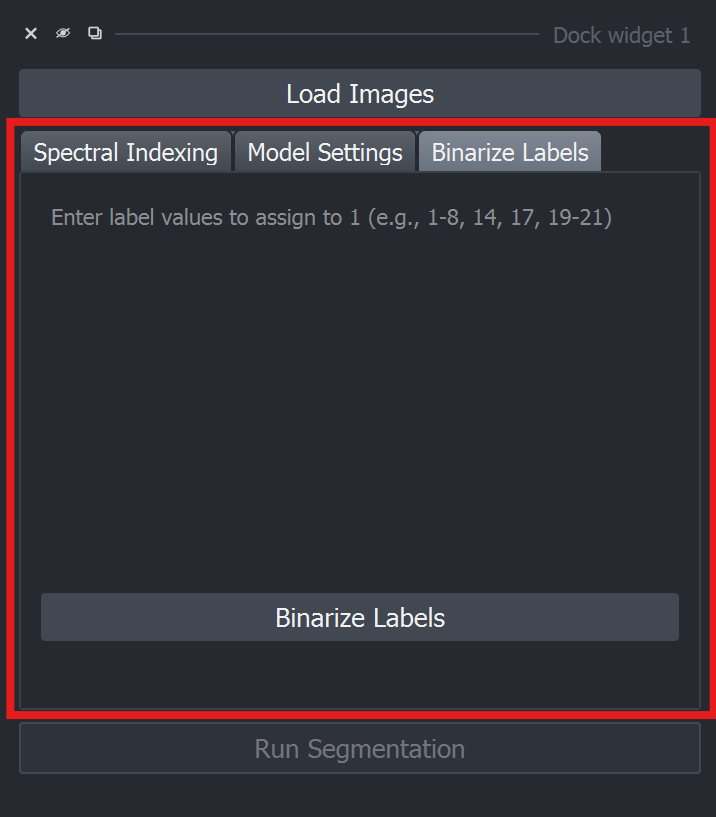 Dock widget 1
Load Images
Spectral Indexing Model Settings Binarize Labels
Enter label values to assign to 1 (e.g., 1-8, 14, 17, 19-21)
Binarize Labels
Run Segmentation